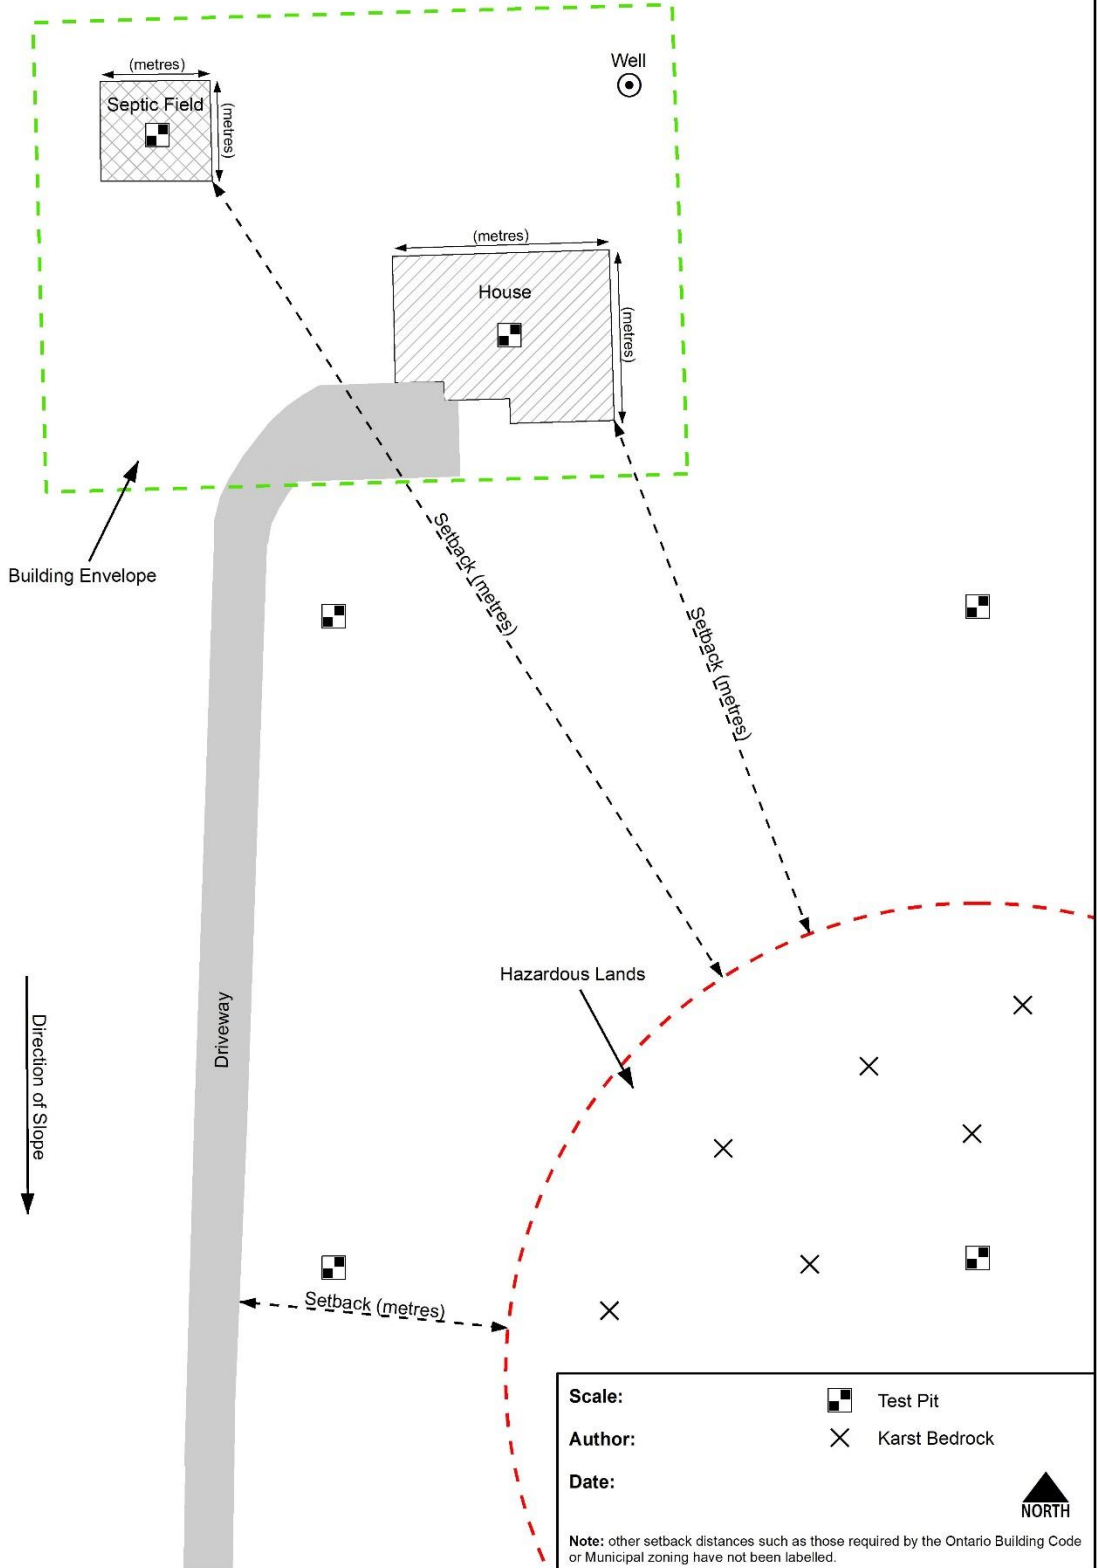 (metres)
Well
Septic Field
(metres)
(metres)
House
(metres)
Building Envelope
Setback (metres)
Setback (metres)
Hazardous Lands
Driveway
Direction of Slope
Setback (metres)
Scale:
Test Pit
Author:
Karst Bedrock
Date:
NORTH
Note: other setback distances such as those required by the Ontario Building Code
or Municipal zoning have not been labelled.